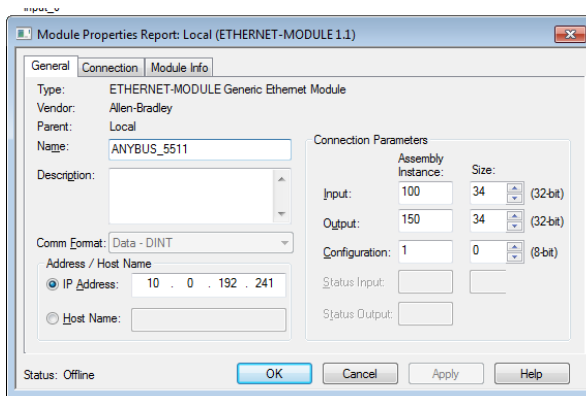 Module Properties Report: Local (ETHERNET-MODULE 1.1)
General Connection Module Info
Type: ETHERNET-MODULE Generic Ethernet Module
Vendor: Allen-Bradley
Parent: Local
Name: ANYBUS_5511
Description:
Comm Format: Data - DINT
Address / Host Name
IP Address: 10 . 0 . 192 . 241
Host Name:
Connection Parameters
Assembly
Instance: Size:
Input: 100 34 (32-bit)
Output: 150 34 (32-bit)
Configuration: 1 0 (8-bit)
Status Input:
Status Output:
Status: Offline OK Cancel Apply Help